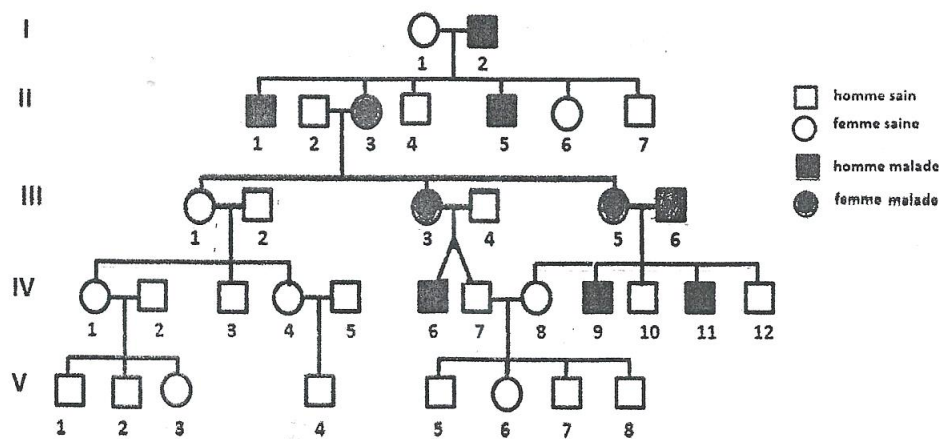 I
1 2
II
1 2 3 4 5 6 7
homme sain
femme saine
homme malade
femme malade
III
1 2 3 4 5 6
IV
1 2 3 4 5 6 7 8 9 10 11 12
V
1 2 3 4 5 6 7 8